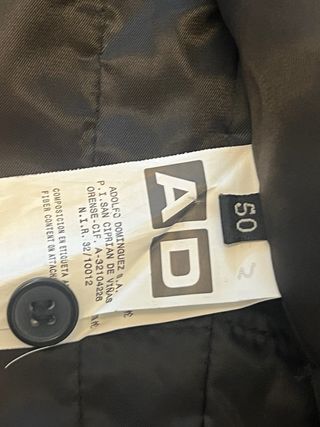 50
AD
ADOLFO DOMINGUEZ S.A.
P.I.SAN CIPRIAN DE VIÑAS
ORENSE-CIF. A-32104226
N.I.R. 32/10012
COMPOSICION EN ETIQUETA A
FIBER CONTENT ON ATTACH